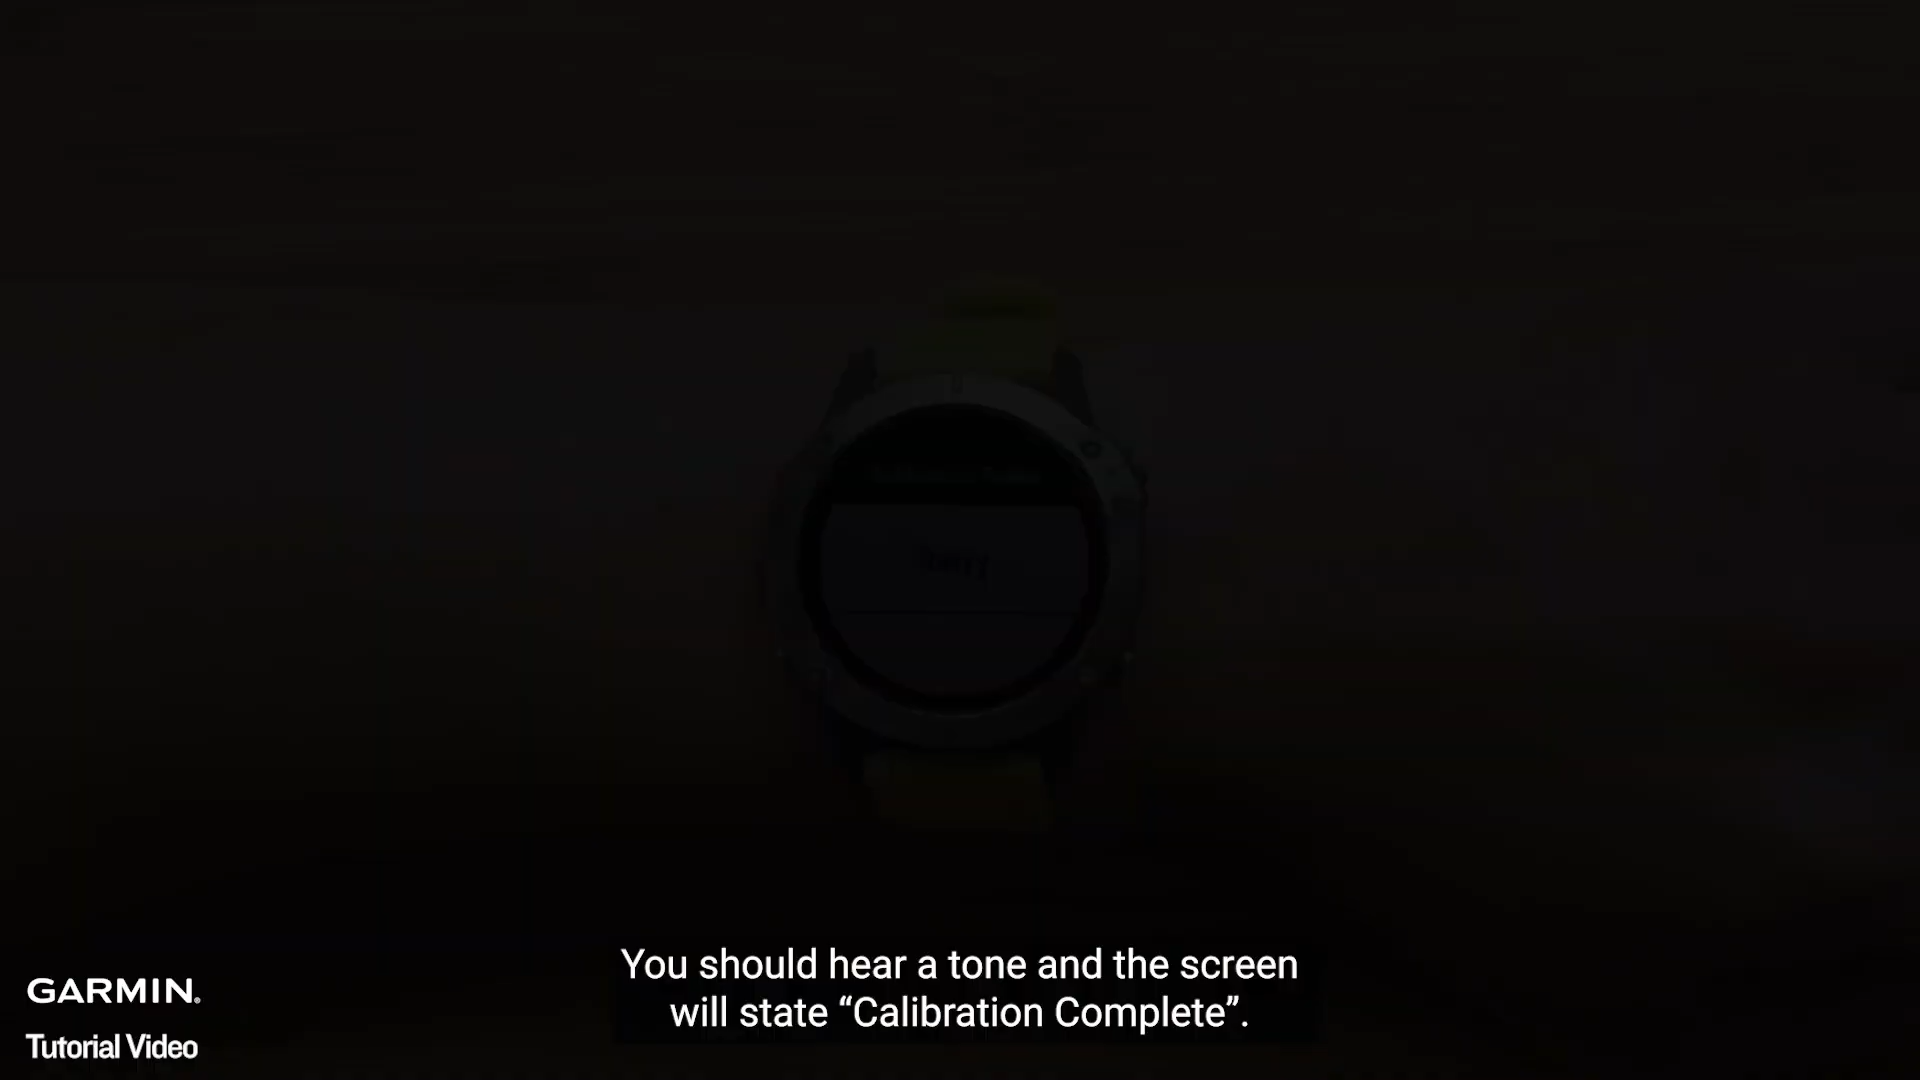 You should hear a tone and the screen
will state “Calibration Complete”.
GARMIN®
Tutorial Video